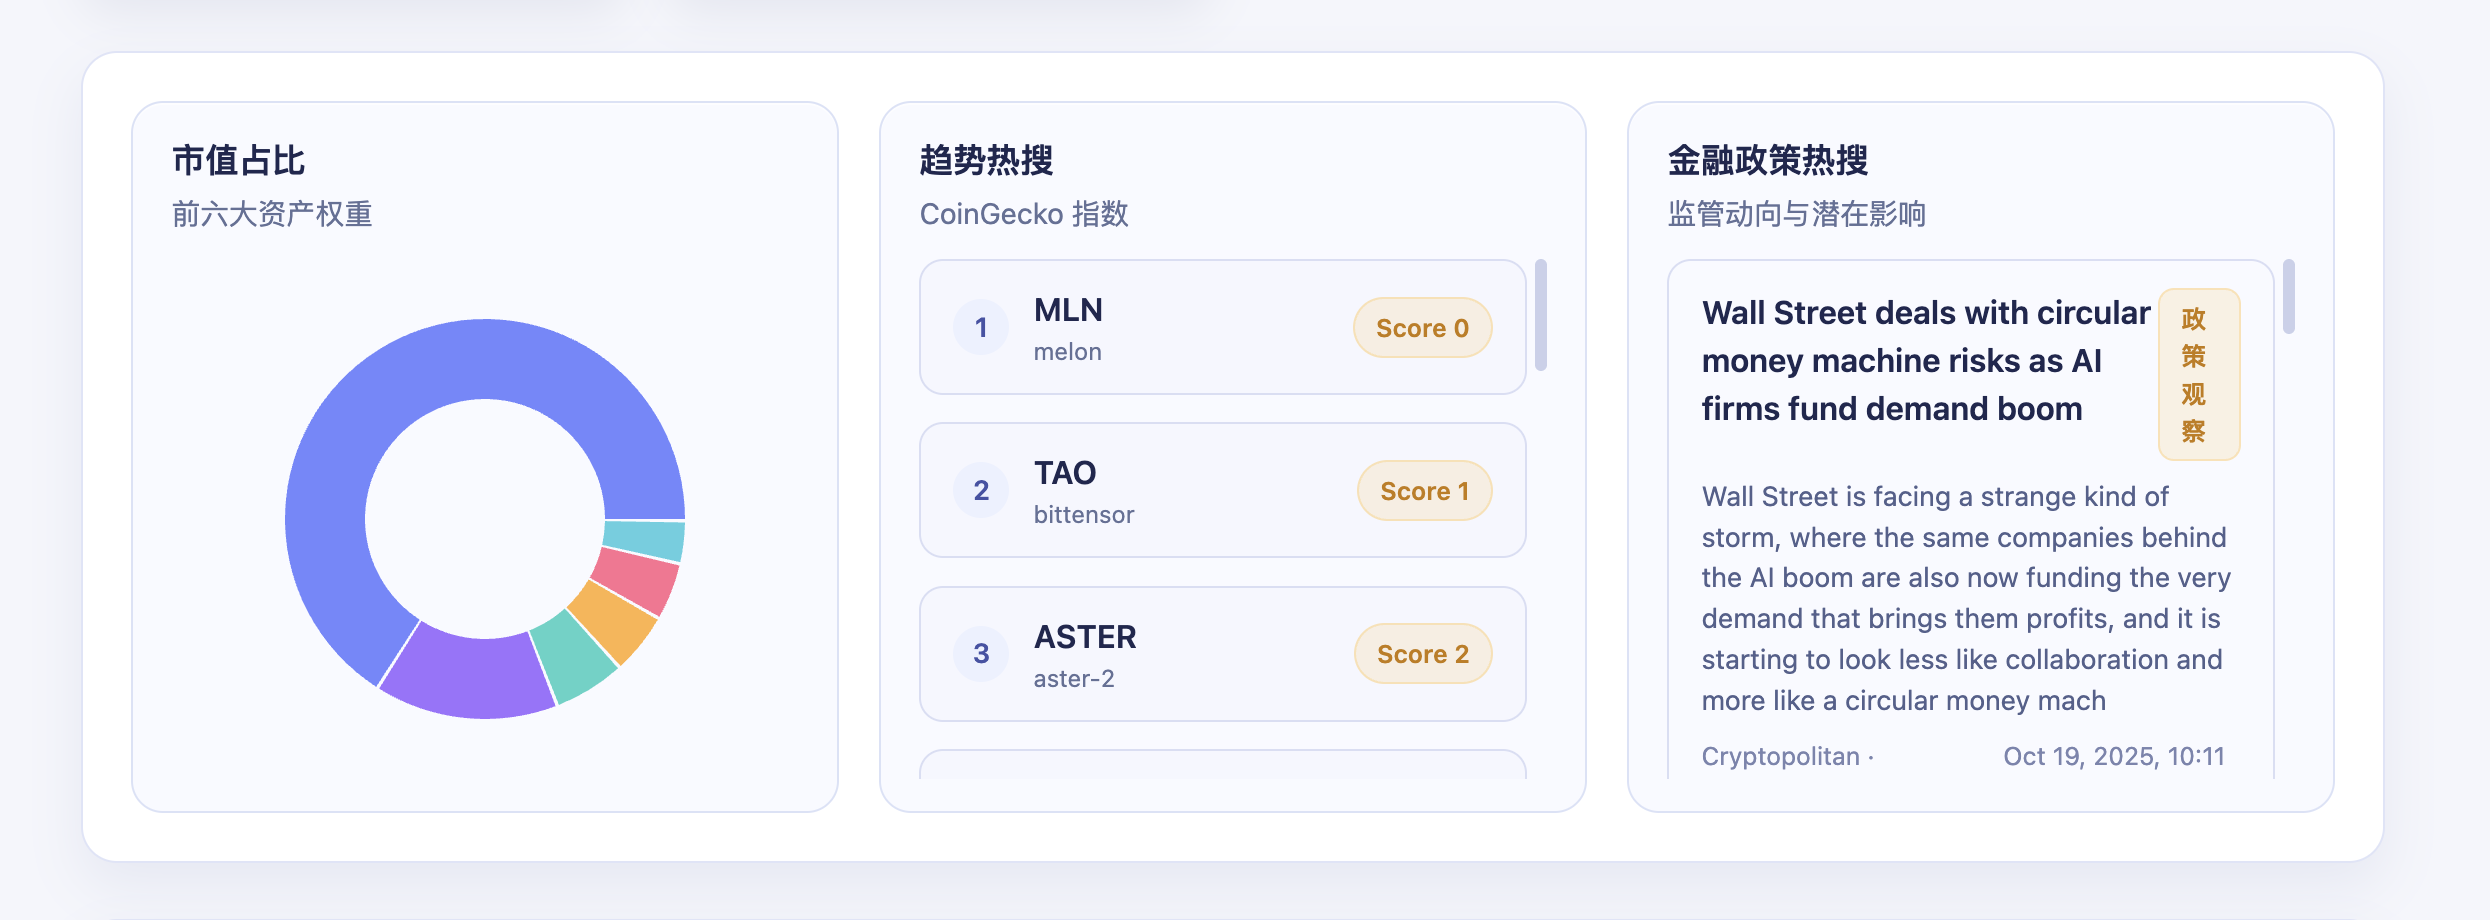 市值占比
前六大资产权重
趋势热搜
CoinGecko 指数
1
MLN
melon
Score 0
2
TAO
bittensor
Score 1
3
ASTER
aster-2
Score 2
金融政策热搜
监管动向与潜在影响
Wall Street deals with circular
money machine risks as AI
firms fund demand boom
政
策
观
察
Wall Street is facing a strange kind of
storm, where the same companies behind
the AI boom are also now funding the very
demand that brings them profits, and it is
starting to look less like collaboration and
more like a circular money mach
Cryptopolitan ·
Oct 19, 2025, 10:11